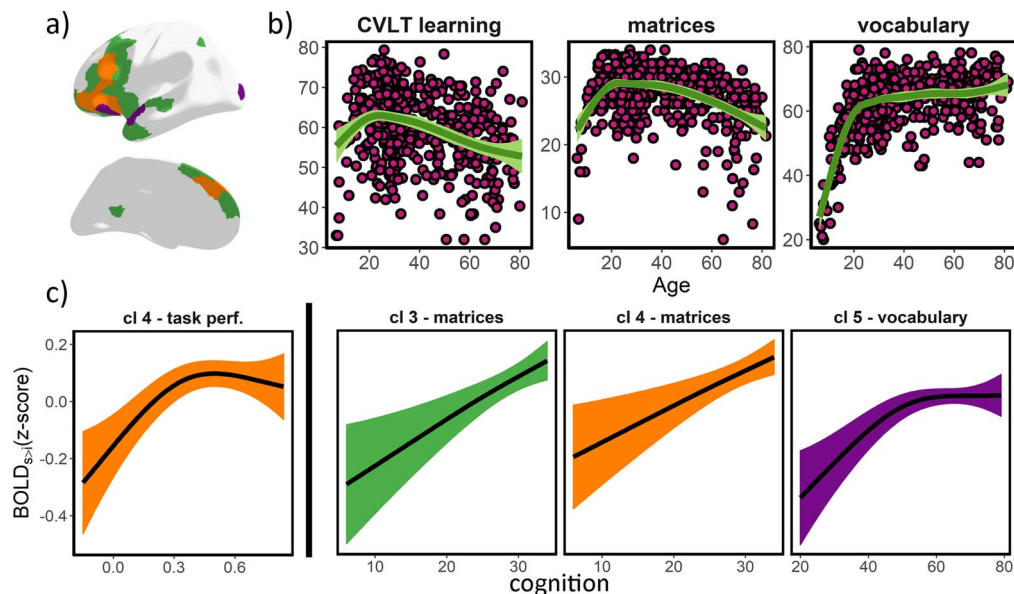 a)
b)
CVLT learning
matrices
vocabulary
80
70
60
50
40
30
30
20
10
80
60
40
20
20 40 60 80
20 40 60 80
20 40 60 80
Age
c)
cl 4 - task perf.
cl 3 - matrices
cl 4 - matrices
cl 5 - vocabulary
BOLDs>i(z-score)
0.2
0.0
-0.2
-0.4
0.0 0.3 0.6
10 20 30
10 20 30
20 40 60 80
cognition